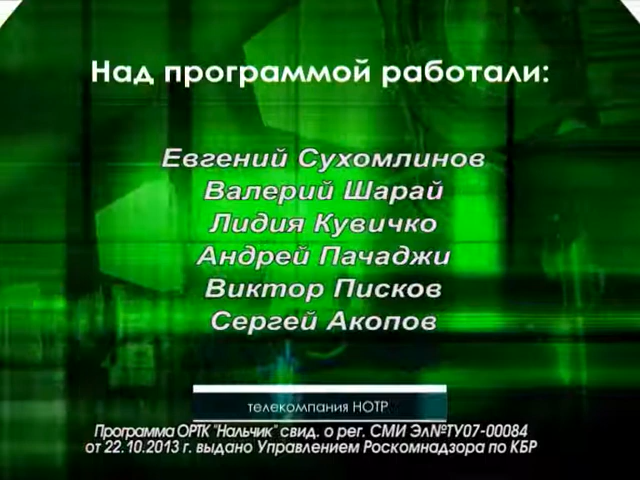 Над программой работали:
Евгений Сухомлинов
Валерий Шарай
Лидия Кувичко
Андрей Пачаджи
Виктор Писков
Сергей Акопов
телекомпания НОТР
Программа ОРТК "Нальчик" свид. о рег. СМИ Эл№ТУ07-00084
от 22.10.2013 г. выдано Управлением Роскомнадзора по КБР